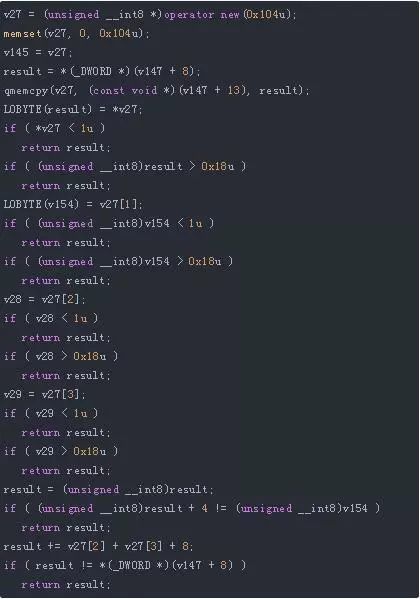 v27 = (unsigned __int8 *)operator new(0x104u);
memset(v27, 0, 0x104u);
v145 = v27;
result = *(_DWORD *)(v147 + 8);
qmemcpy(v27, (const void *)(v147 + 13), result);
LOBYTE(result) = *v27;
if ( *v27 < 1u )
return result;
if ( (unsigned __int8)result > 0x18u )
return result;
LOBYTE(v154) = v27[1];
if ( (unsigned __int8)v154 < 1u )
return result;
if ( (unsigned __int8)v154 > 0x18u )
return result;
v28 = v27[2];
if ( v28 < 1u )
return result;
if ( v28 > 0x18u )
return result;
v29 = v27[3];
if ( v29 < 1u )
return result;
if ( v29 > 0x18u )
return result;
result = (unsigned __int8)result;
if ( (unsigned __int8)result + 4 != (unsigned __int8)v154 )
return result;
result += v27[2] + v27[3] + 8;
if ( result != *(_DWORD *)(v147 + 8) )
return result;